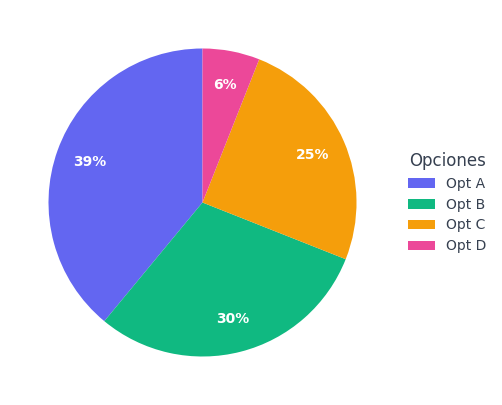 6%
39%
25%
30%
Opciones
Opt A
Opt B
Opt C
Opt D